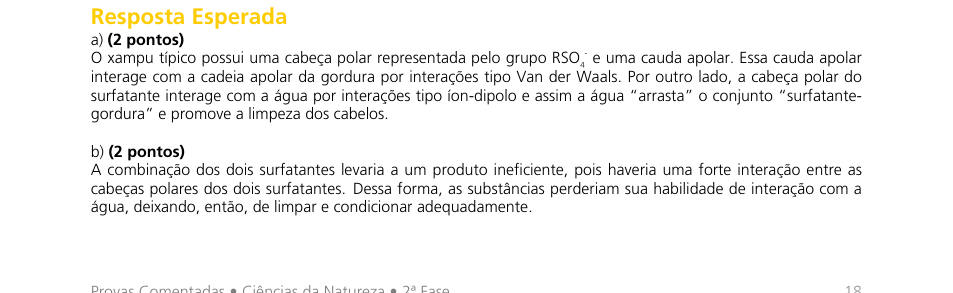 Resposta Esperada
a) (2 pontos)
O xampu típico possui uma cabeça polar representada pelo grupo RSO₄⁻ e uma cauda apolar. Essa cauda apolar
interage com a cadeia apolar da gordura por interações tipo Van der Waals. Por outro lado, a cabeça polar do
surfatante interage com a água por interações tipo íon-dipolo e assim a água “arrasta” o conjunto “surfatante-
gordura” e promove a limpeza dos cabelos.
b) (2 pontos)
A combinação dos dois surfatantes levaria a um produto ineficiente, pois haveria uma forte interação entre as
cabeças polares dos dois surfatantes. Dessa forma, as substâncias perderiam sua habilidade de interação com a
água, deixando, então, de limpar e condicionar adequadamente.
Provas Comentadas • Ciências da Natureza • 2ª Fase 18